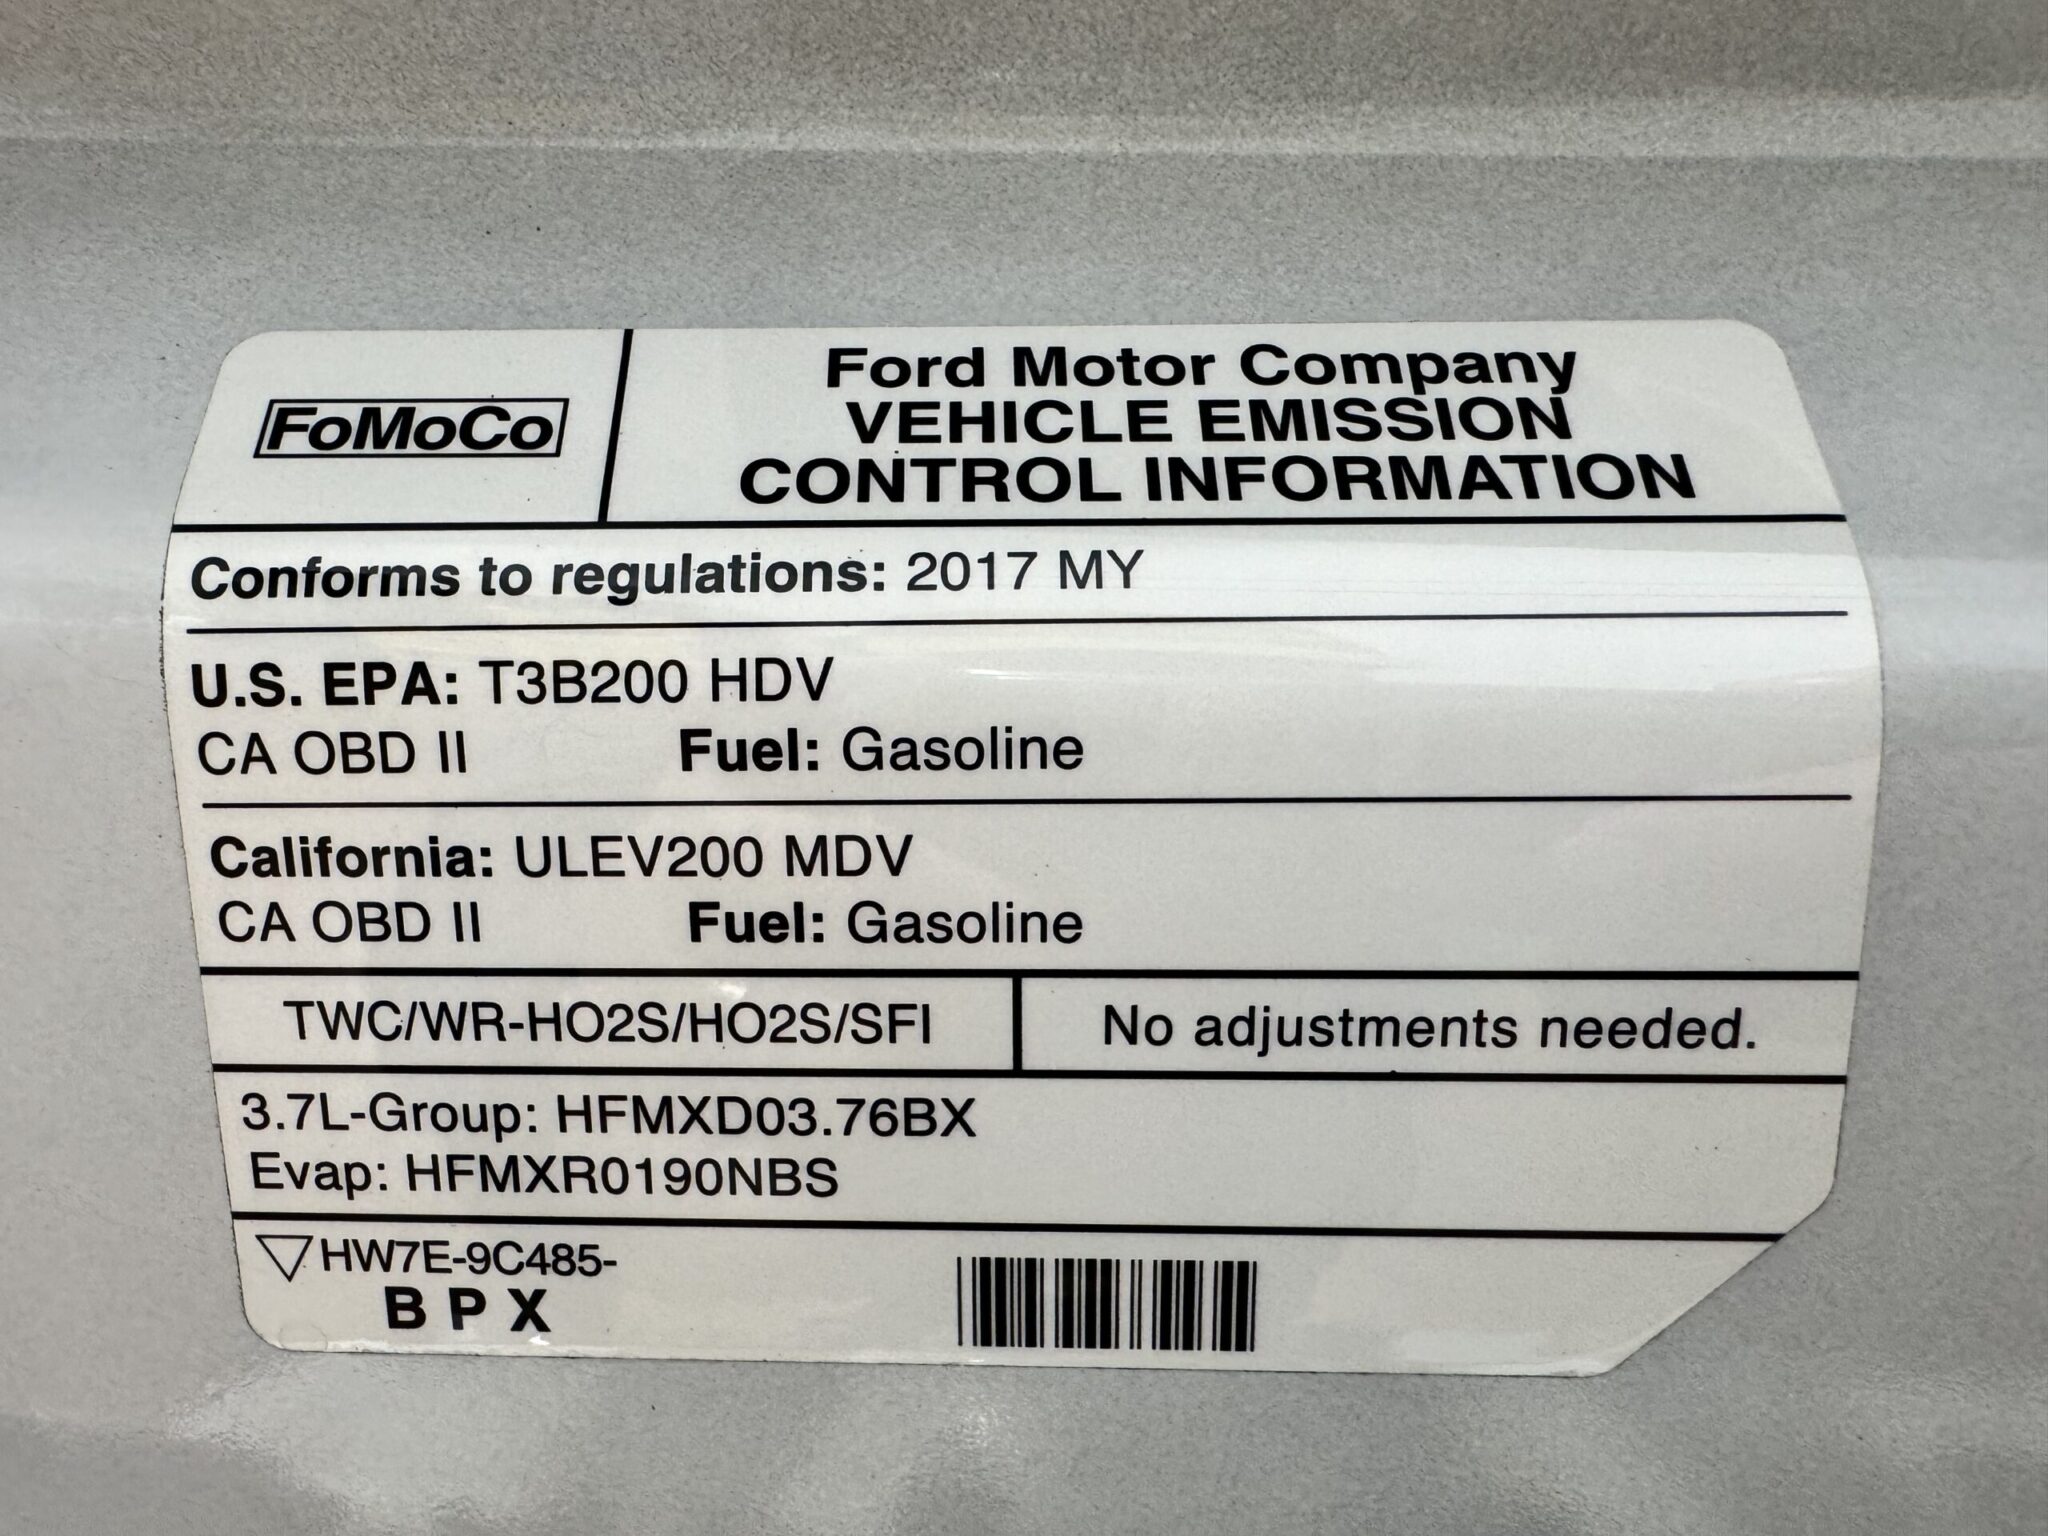 FoMoCo
Ford Motor Company
VEHICLE EMISSION
CONTROL INFORMATION
Conforms to regulations: 2017 MY
U.S. EPA: T3B200 HDV
CA OBD II Fuel: Gasoline
California: ULEV200 MDV
CA OBD II Fuel: Gasoline
TWC/WR-HO2S/HO2S/SFI
No adjustments needed.
3.7L-Group: HFMXD03.76BX
Evap: HFMXR0190NBS
HW7E-9C485-
B P X